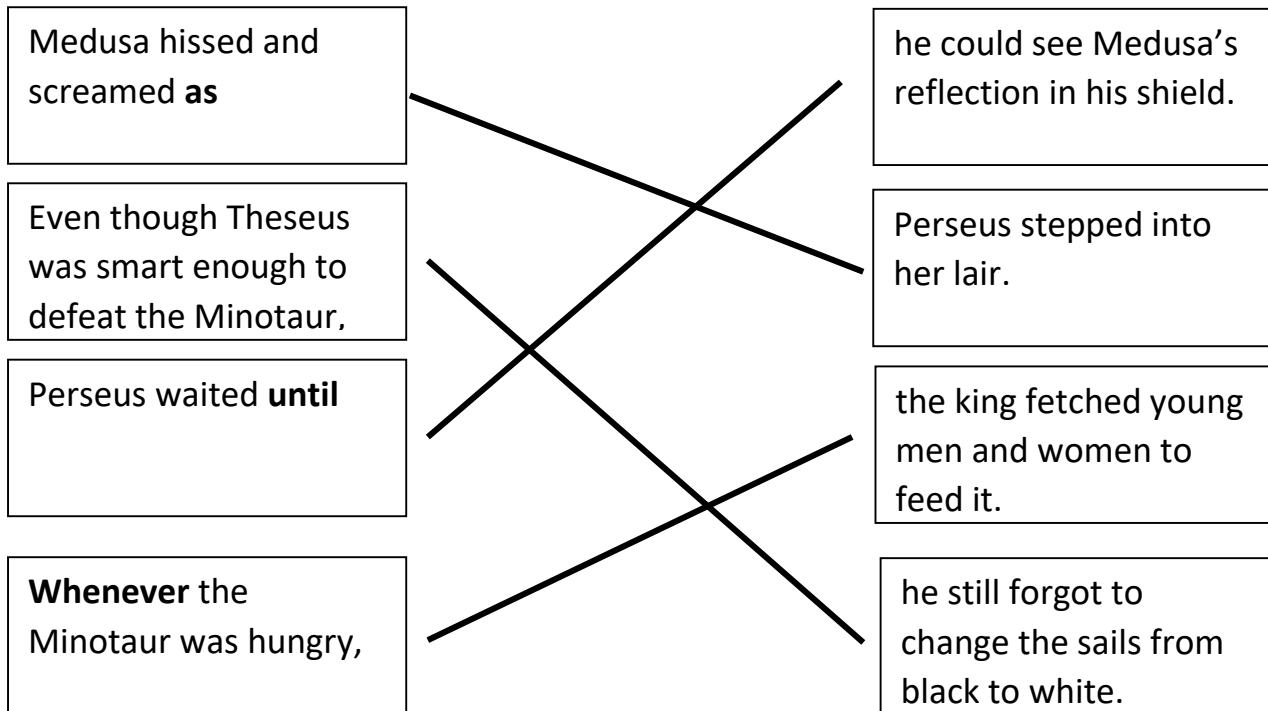 Medusa hissed and
screamed as
Even though Theseus
was smart enough to
defeat the Minotaur,
Perseus waited until
Whenever the
Minotaur was hungry,
he could see Medusa’s
reflection in his shield.
Perseus stepped into
her lair.
the king fetched young
men and women to
feed it.
he still forgot to
change the sails from
black to white.